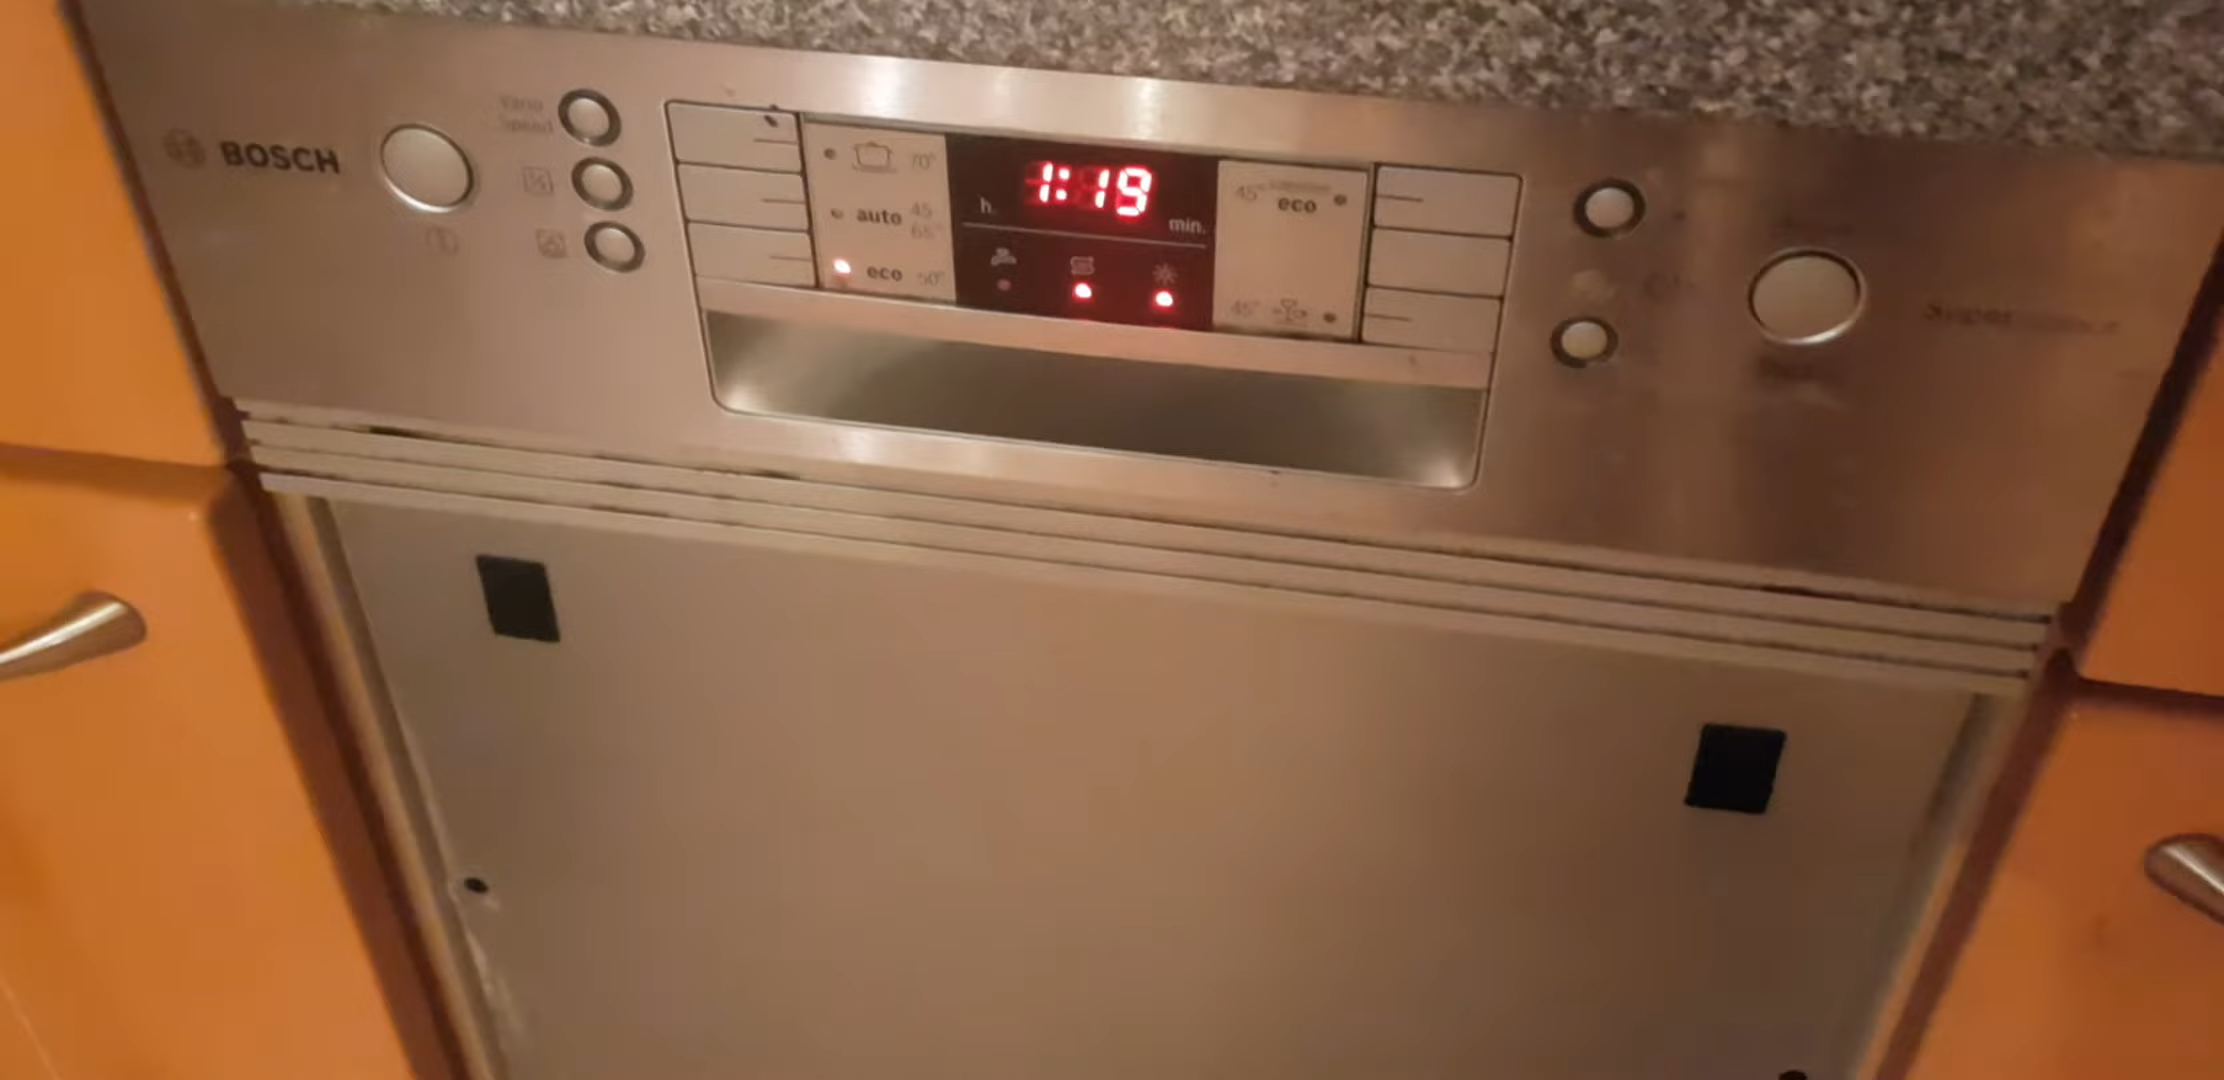 BOSCH
Vario
Speed
70°
auto 45
65°
eco 50°
1:19
h.
min.
45°
eco
45°